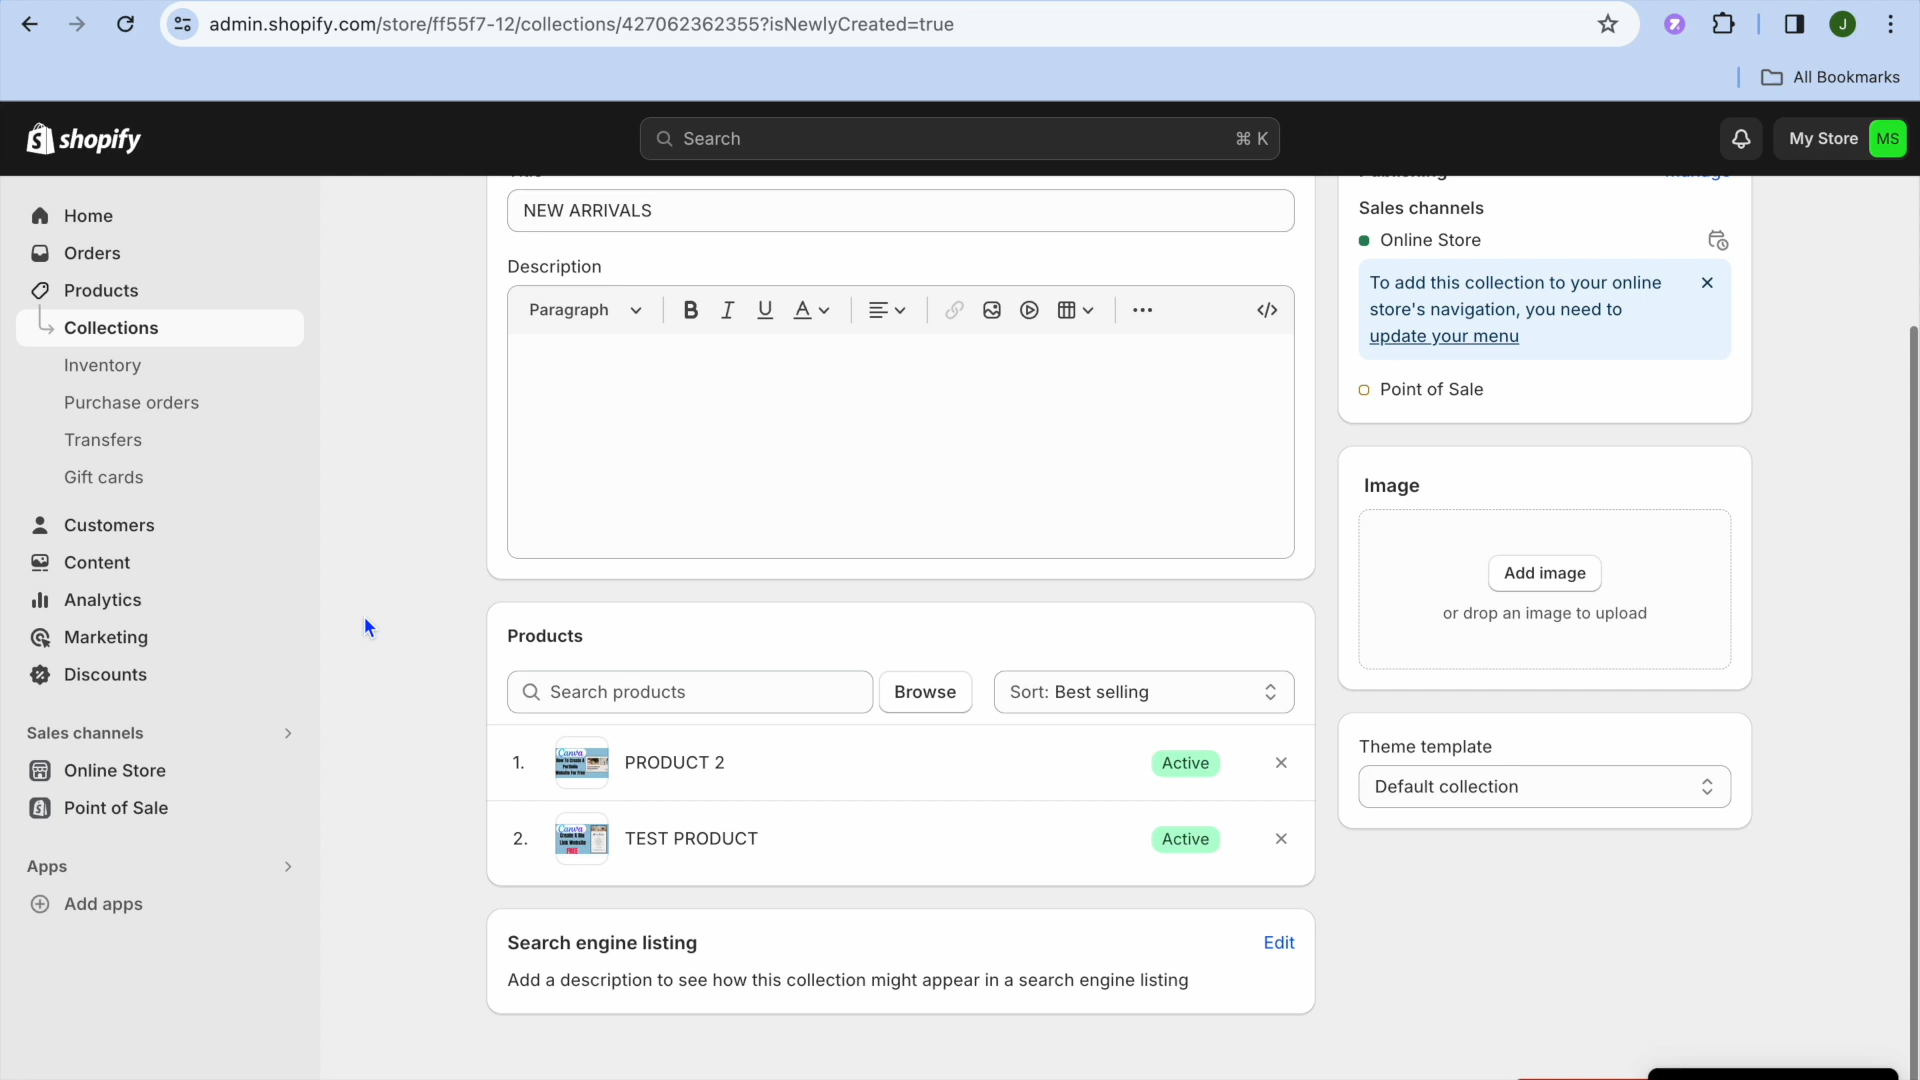 admin.shopify.com/store/ff55f7-12/collections/427062362355?isNewlyCreated=true
J
All Bookmarks
shopify
Search
⌘ K
My Store
MS
Home
Orders
Products
Collections
Inventory
Purchase orders
Transfers
Gift cards
Customers
Content
Analytics
Marketing
Discounts
Sales channels
Online Store
Point of Sale
Apps
Add apps
NEW ARRIVALS
Description
Paragraph
Products
Search products
Browse
Sort: Best selling
1.
PRODUCT 2
Active
2.
TEST PRODUCT
Active
Search engine listing
Edit
Add a description to see how this collection might appear in a search engine listing
Publishing
Manage
Sales channels
Online Store
To add this collection to your online
store's navigation, you need to
update your menu
Point of Sale
Image
Add image
or drop an image to upload
Theme template
Default collection